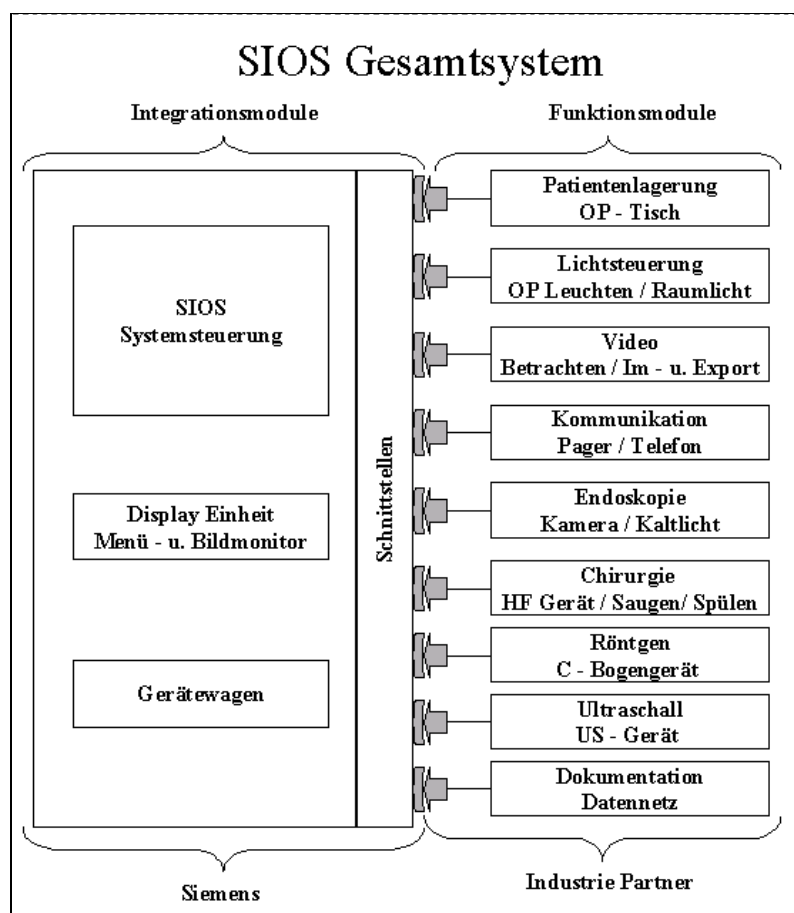 SIOS Gesamtsystem
Integrationsmodule
Funktionsmodule
SIOS
Systemsteuerung
Display Einheit
Menü - u. Bildmonitor
Gerätewagen
Schnittstellen
Patientenlagerung
OP - Tisch
Lichtsteuerung
OP Leuchten / Raumlicht
Video
Betrachten / Im - u. Export
Kommunikation
Pager / Telefon
Endoskopie
Kamera / Kaltlicht
Chirurgie
HF Gerät / Saugen/ Spülen
Röntgen
C - Bogengerät
Ultraschall
US - Gerät
Dokumentation
Datennetz
Siemens
Industrie Partner